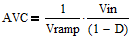 AVC = 1/Vramp · Vin/(1 − D)